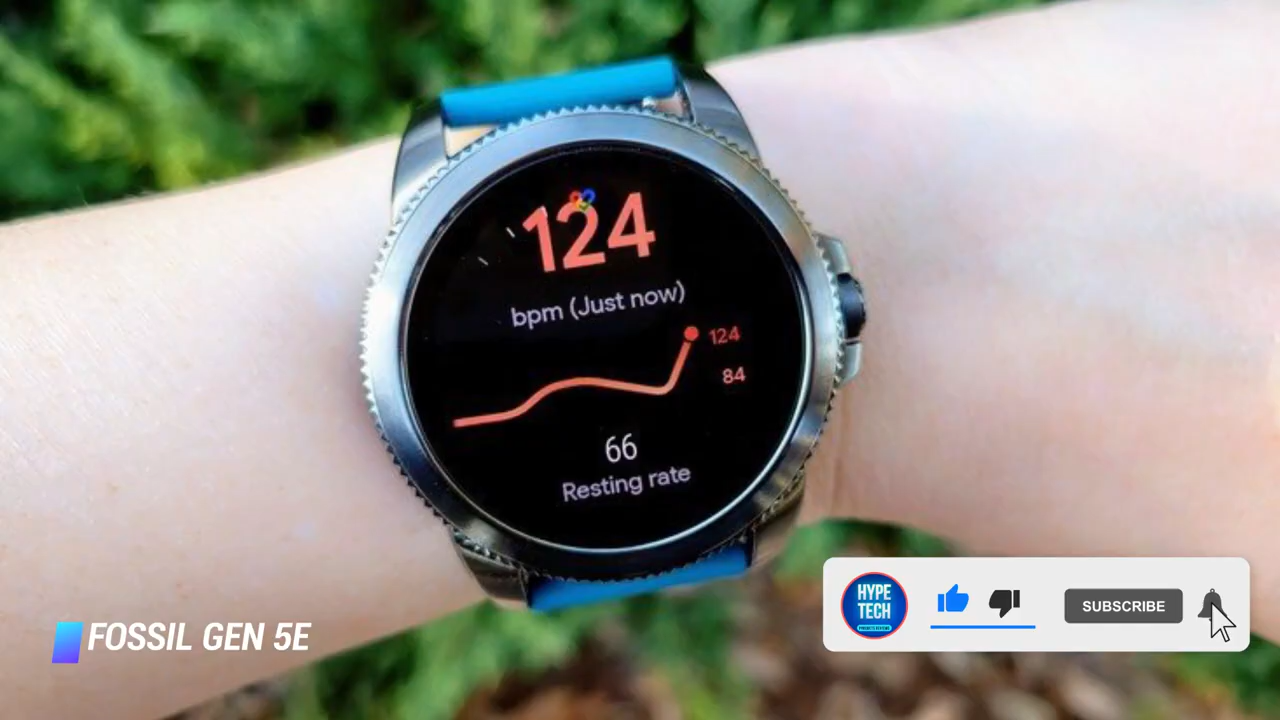 124
bpm (Just now)
124
84
66
Resting rate
FOSSIL GEN 5E
HYPE
TECH
SUBSCRIBE